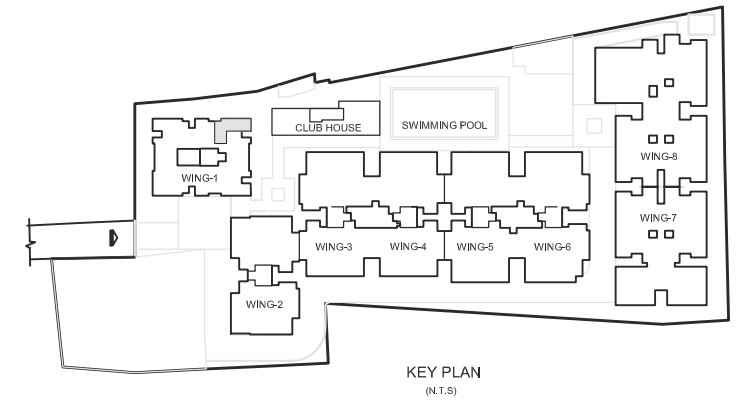 CLUB HOUSE
SWIMMING POOL
WING-1
WING-8
WING-7
WING-3
WING-4
WING-5
WING-6
WING-2
KEY PLAN
(N.T.S)